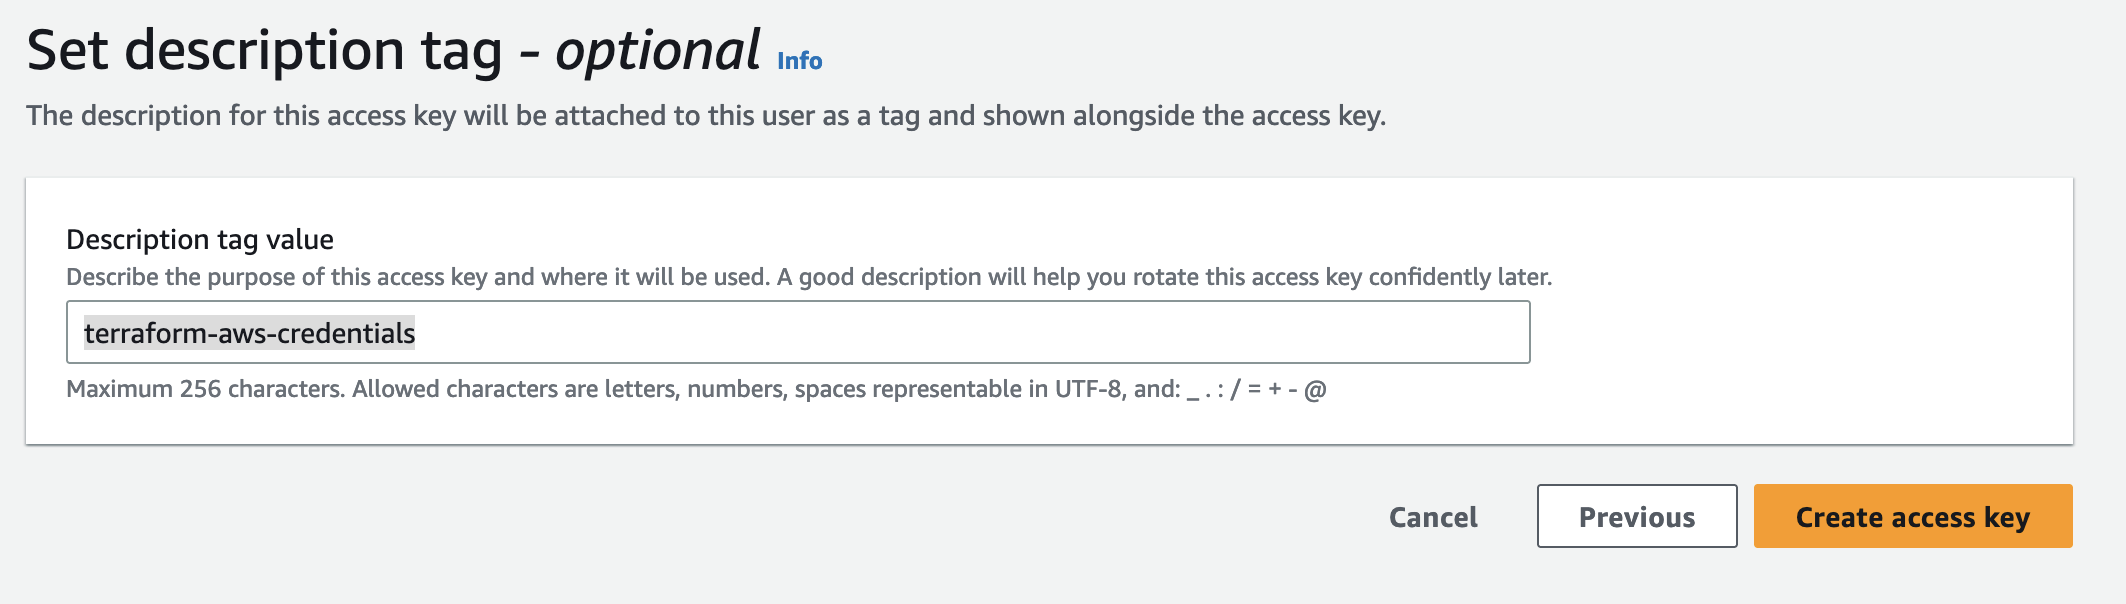 Set description tag - optional Info
The description for this access key will be attached to this user as a tag and shown alongside the access key.
Description tag value
Describe the purpose of this access key and where it will be used. A good description will help you rotate this access key confidently later.
terraform-aws-credentials
Maximum 256 characters. Allowed characters are letters, numbers, spaces representable in UTF-8, and: _ . : / = + - @
Cancel Previous Create access key